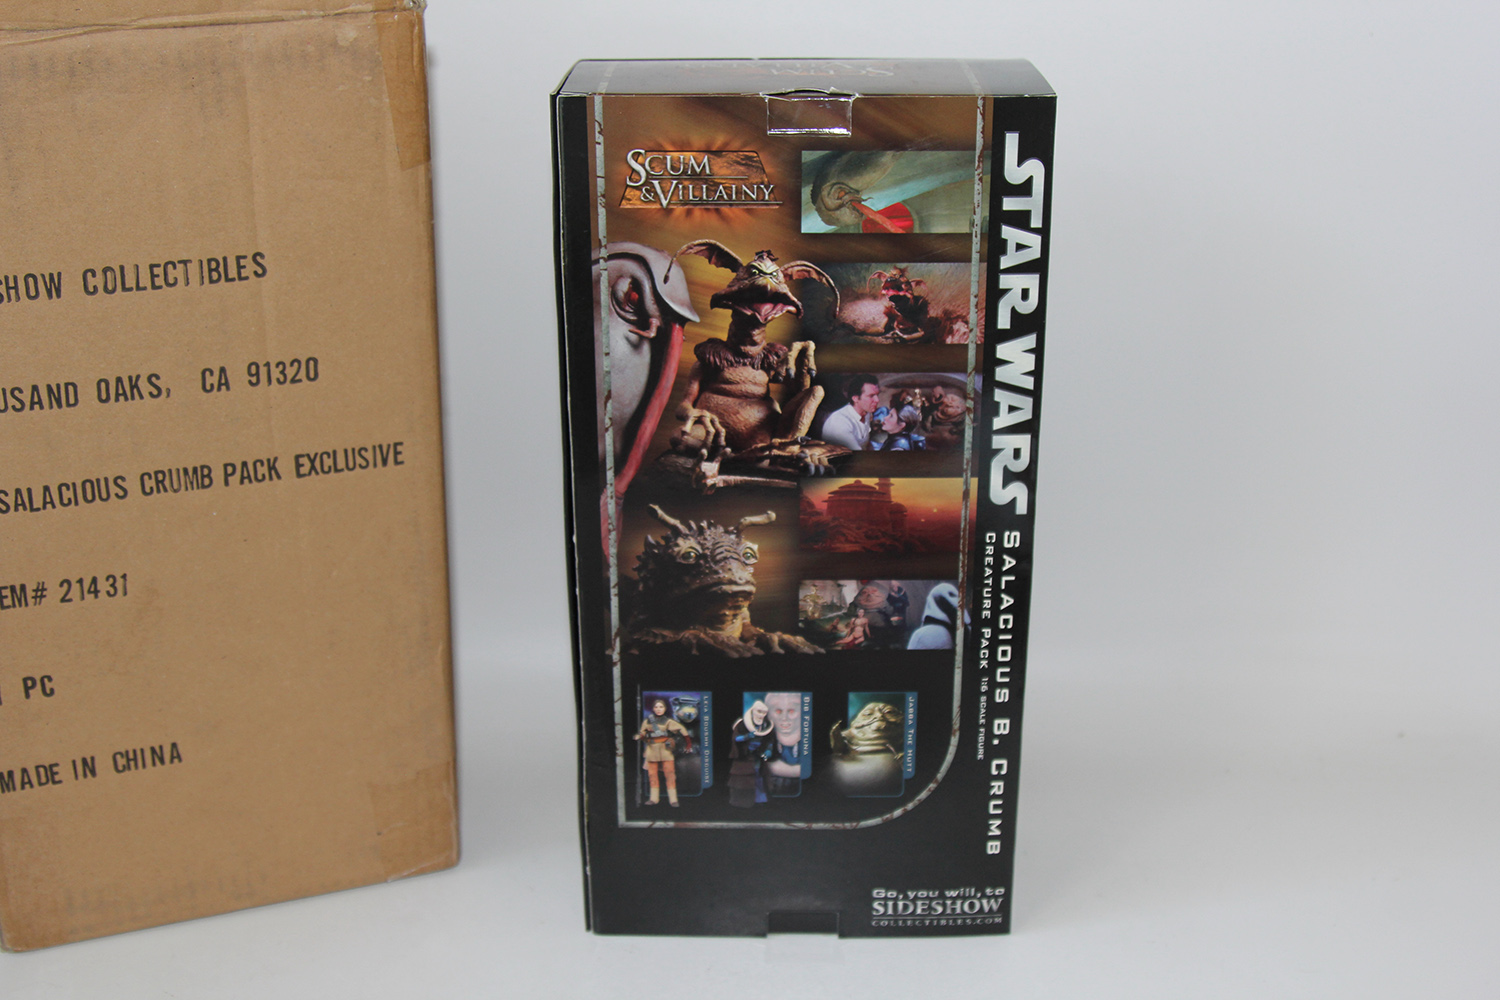 SHOW COLLECTIBLES
USAND OAKS, CA 91320
SALACIOUS CRUMB PACK EXCLUSIVE
EM# 21431
PC
MADE IN CHINA
SCUM
& VILLAINY
STAR WARS
SALACIOUS B. CRUMB
CREATURE PACK 1:6 SCALE FIGURE
LEIA BOUSHH DISGUISE
BIB FORTUNA
JABBA THE HUTT
Go, you will, to
SIDESHOW
COLLECTIBLES.COM